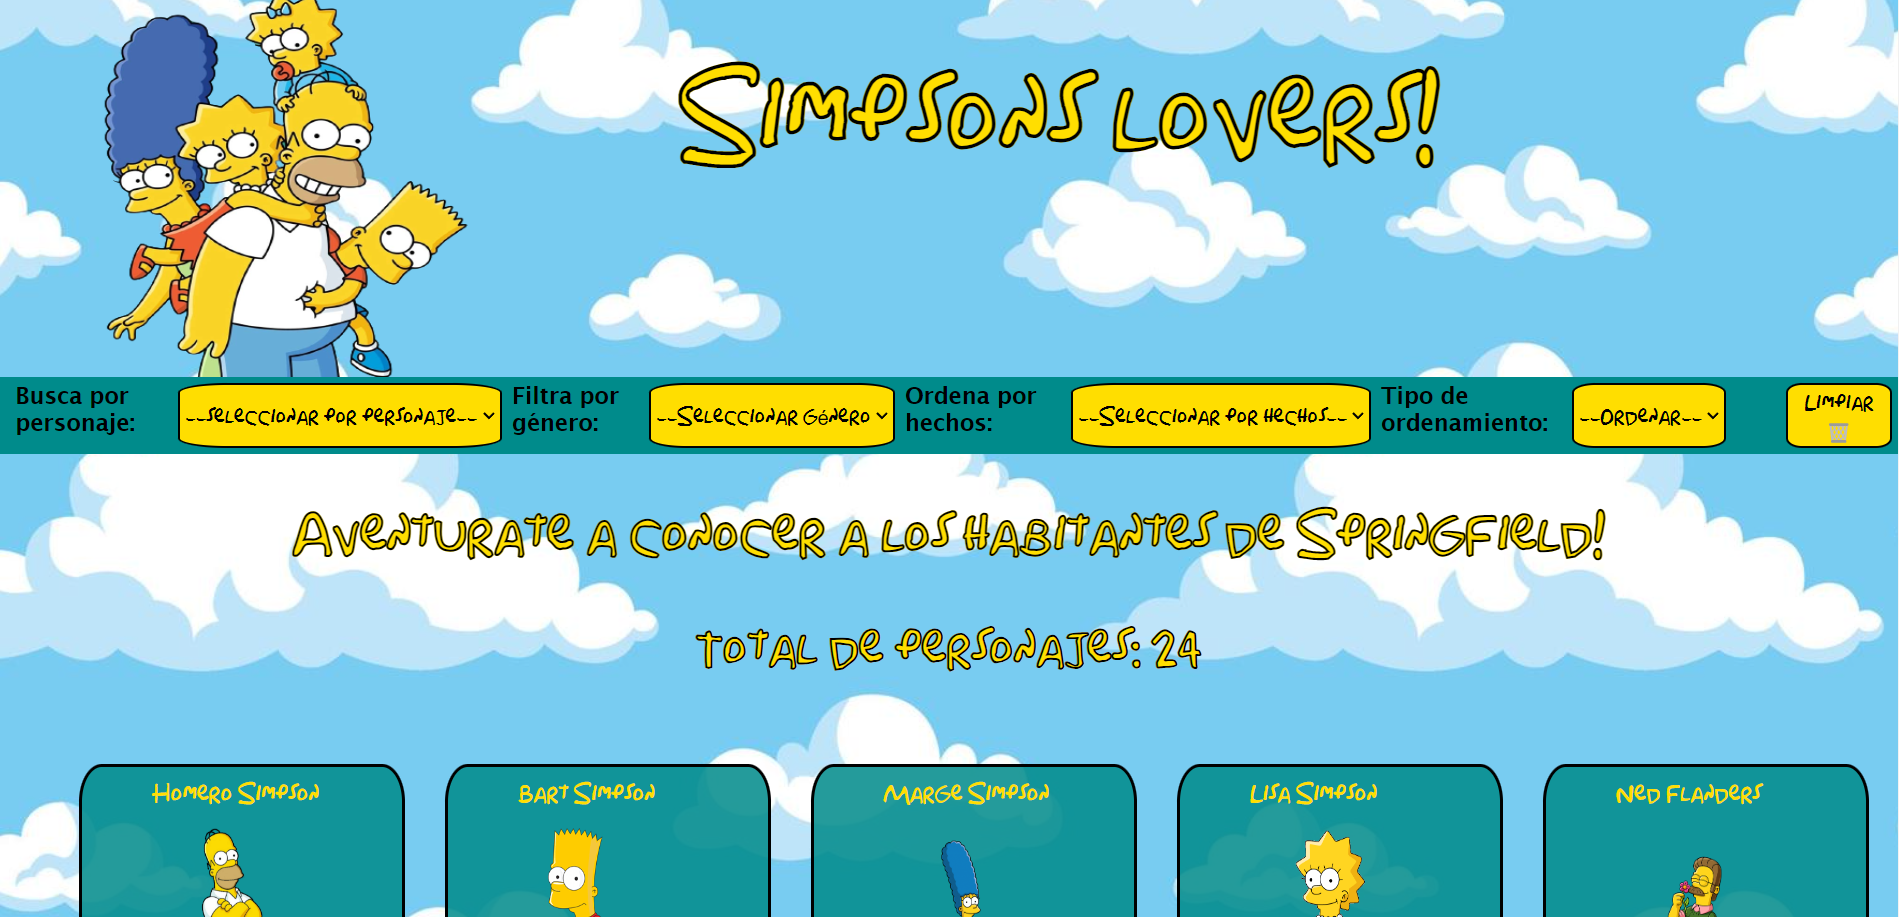 Simpsons lovers!
Busca por personaje:
--seleccionar por personaje--
Filtra por género:
--Seleccionar género
Ordena por hechos:
--Seleccionar por hechos--
Tipo de ordenamiento:
--Ordenar--
Limpiar
Aventurate a conocer a los habitantes de Springfield!
total de personajes: 24
Homero Simpson
Bart Simpson
Marge Simpson
Lisa Simpson
Ned Flanders